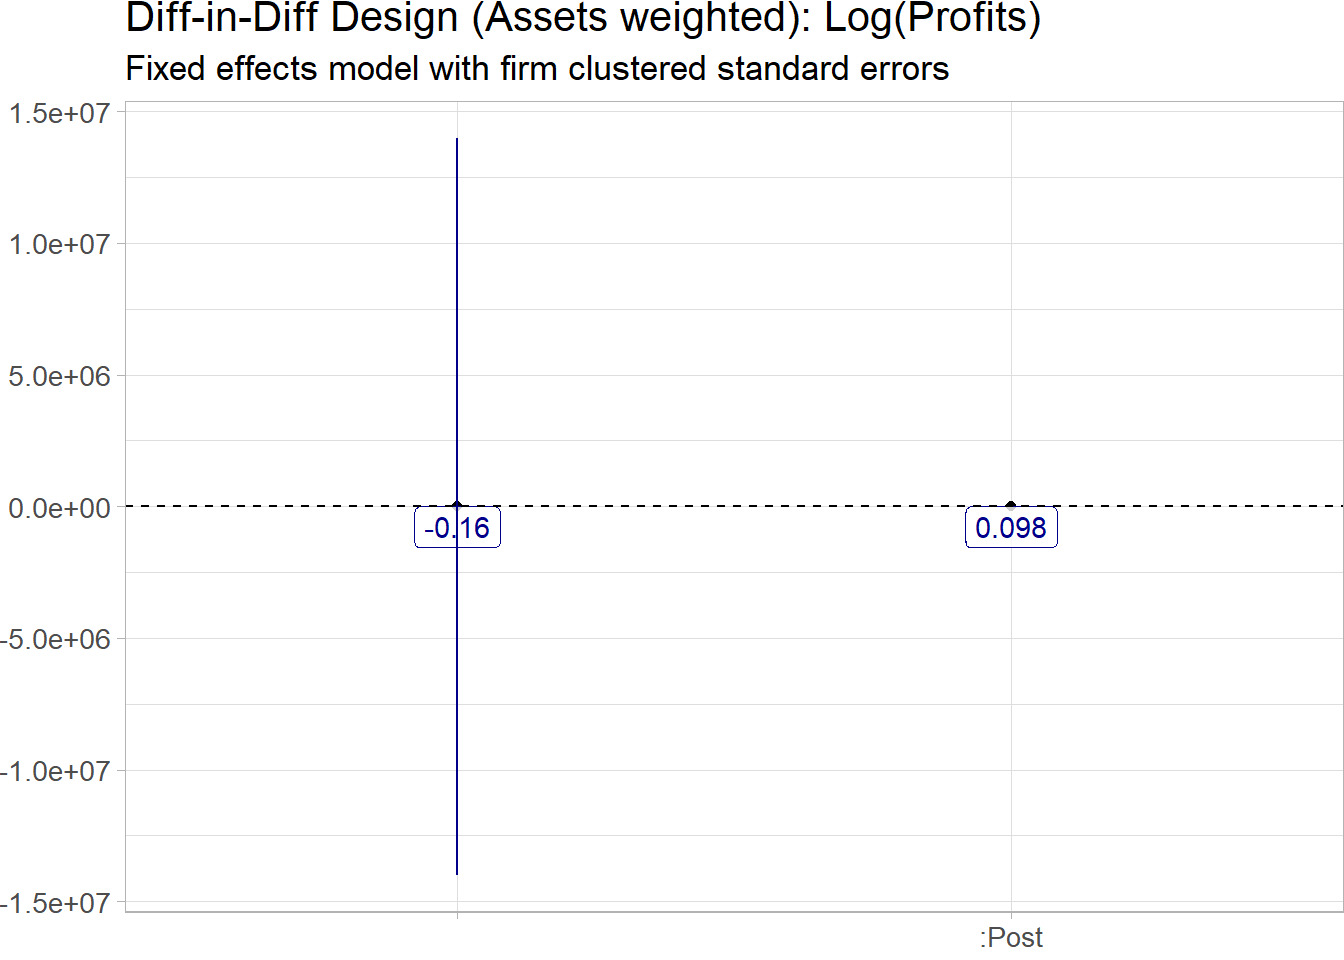 Diff-in-Diff Design (Assets weighted): Log(Profits)
Fixed effects model with firm clustered standard errors
1.5e+07
1.0e+07
5.0e+06
0.0e+00
-0.16
0.098
-5.0e+06
-1.0e+07
-1.5e+07
:Post